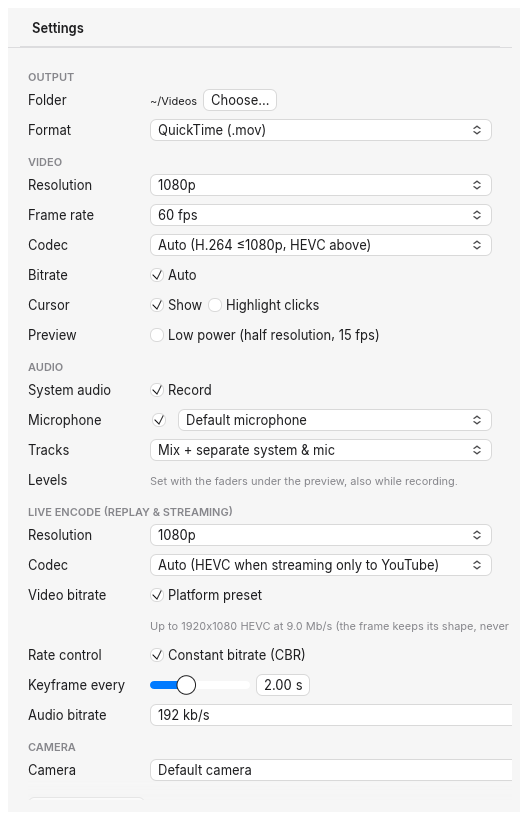 Settings
OUTPUT
Folder ~/Videos Choose...
Format QuickTime (.mov)
VIDEO
Resolution 1080p
Frame rate 60 fps
Codec Auto (H.264 ≤1080p, HEVC above)
Bitrate Auto
Cursor Show Highlight clicks
Preview Low power (half resolution, 15 fps)
AUDIO
System audio Record
Microphone Default microphone
Tracks Mix + separate system & mic
Levels Set with the faders under the preview, also while recording.
LIVE ENCODE (REPLAY & STREAMING)
Resolution 1080p
Codec Auto (HEVC when streaming only to YouTube)
Video bitrate Platform preset
Up to 1920x1080 HEVC at 9.0 Mb/s (the frame keeps its shape, never
Rate control Constant bitrate (CBR)
Keyframe every 2.00 s
Audio bitrate 192 kb/s
CAMERA
Camera Default camera